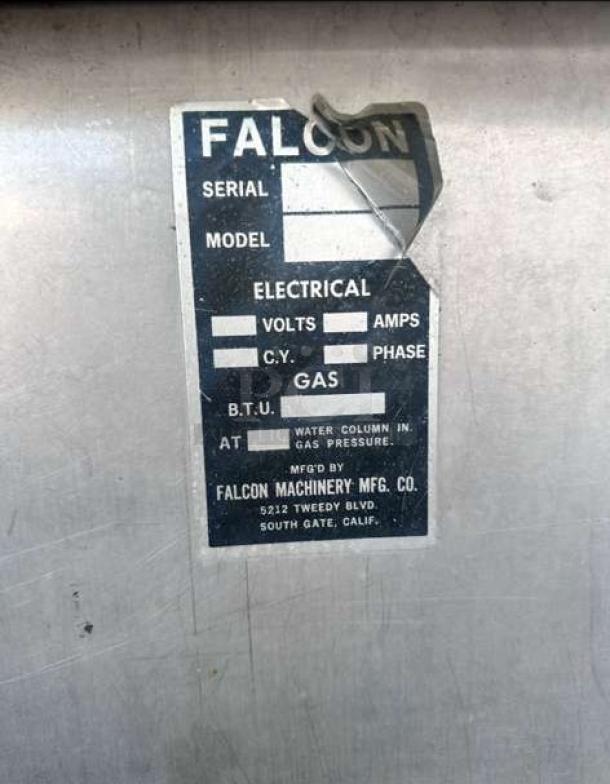 FALCON
SERIAL
MODEL
ELECTRICAL
VOLTS AMPS
C.Y. PHASE
GAS
B.T.U.
AT WATER COLUMN IN.
GAS PRESSURE.
MFG'D BY
FALCON MACHINERY MFG. CO.
5212 TWEEDY BLVD.
SOUTH GATE, CALIF.